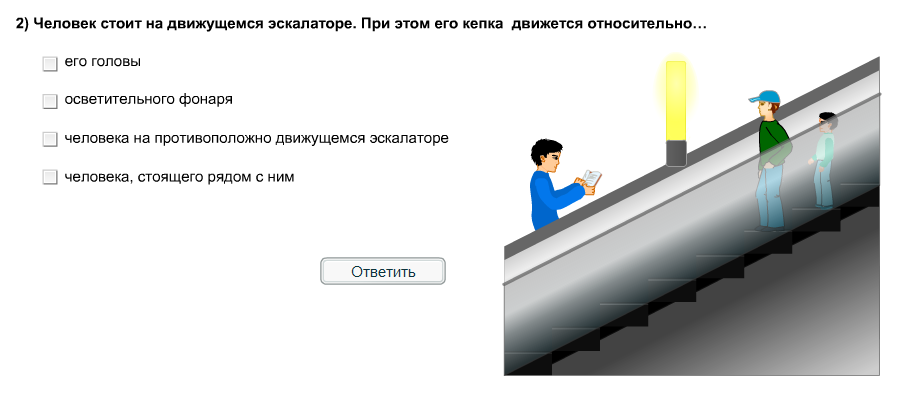 2) Человек стоит на движущемся эскалаторе. При этом его кепка  движется относительно…
его головы
осветительного фонаря
человека на противоположно движущемся эскалаторе
человека, стоящего рядом с ним
Ответить